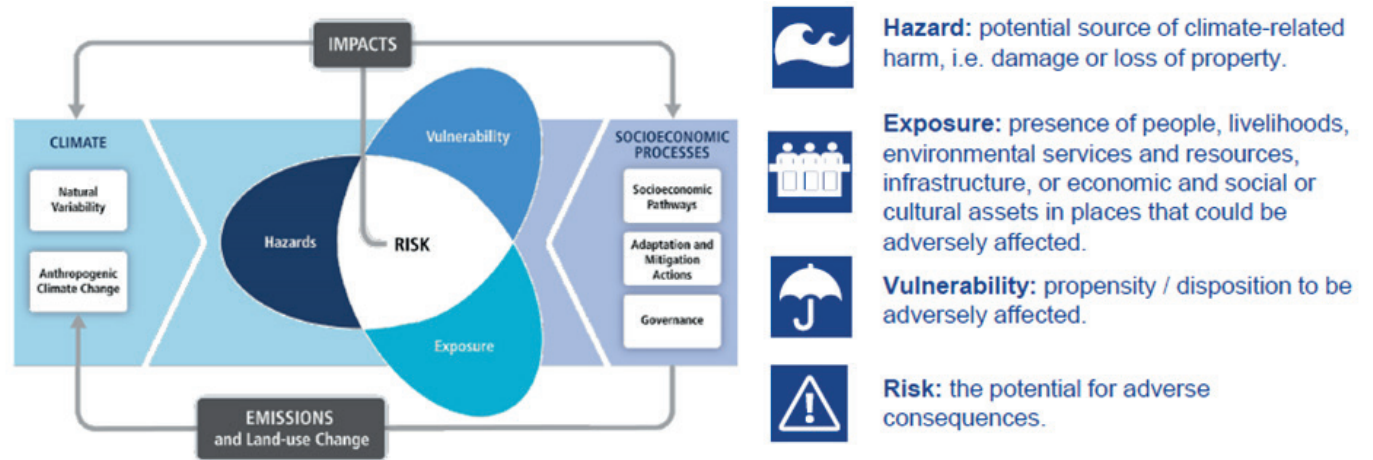 IMPACTS
CLIMATE
Natural
Variability
Anthropogenic
Climate Change
Vulnerability
Hazards
RISK
Exposure
SOCIOECONOMIC
PROCESSES
Socioeconomic
Pathways
Adaptation and
Mitigation
Actions
Governance
EMISSIONS
and Land-use Change
Hazard: potential source of climate-related
harm, i.e. damage or loss of property.
Exposure: presence of people, livelihoods,
environmental services and resources,
infrastructure, or economic and social or
cultural assets in places that could be
adversely affected.
Vulnerability: propensity / disposition to be
adversely affected.
Risk: the potential for adverse
consequences.